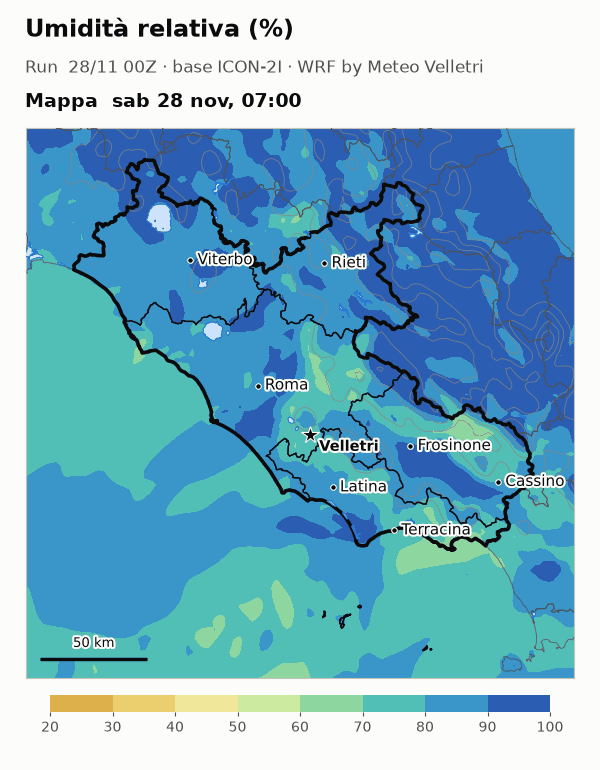 Umidità relativa (%)
Run  28/11 00Z · base ICON-2I · WRF by Meteo Velletri
Mappa  sab 28 nov, 07:00
Viterbo
Rieti
Roma
Velletri
Frosinone
Cassino
Latina
Terracina
50 km
20 30 40 50 60 70 80 90 100